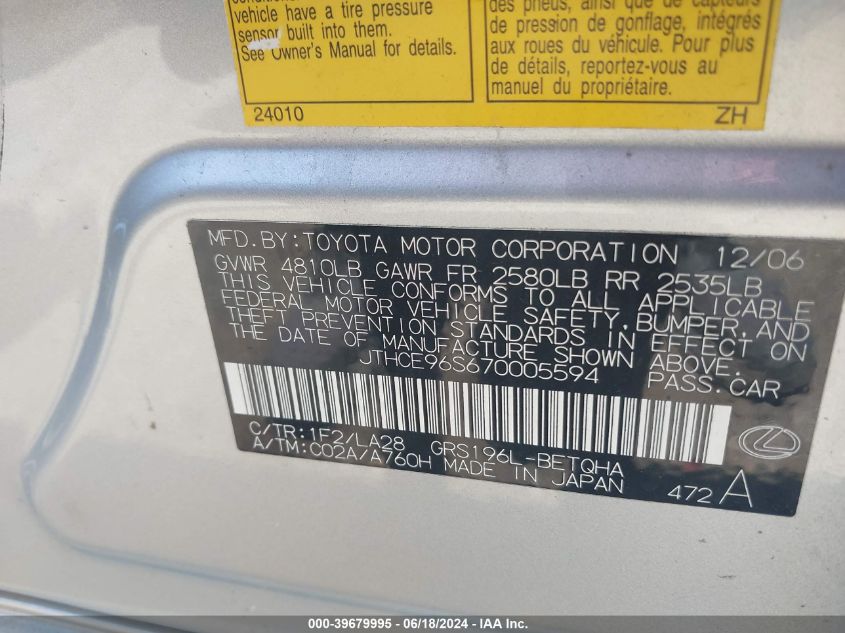 vehicle have a tire pressure
sensor built into them.
See Owner's Manual for details.
24010
des pneus, ainsi que de capteurs
de pression de gonflage, intégrés
aux roues du véhicule. Pour plus
de détails, reportez-vous au
manuel du propriétaire.
ZH
MFD.BY:TOYOTA MOTOR CORPORATION 12/06
GVWR 4810LB GAWR FR 2580LB RR 2535LB
THIS VEHICLE CONFORMS TO ALL APPLICABLE
FEDERAL MOTOR VEHICLE SAFETY,BUMPER,AND
THEFT PREVENTION STANDARDS IN EFFECT ON
THE DATE OF MANUFACTURE SHOWN ABOVE.
JTHCE96S670005594 PASS.CAR
C/TR:1F2/LA28 GRS196L-BETQHA
A/TM:C02A/A760H MADE IN JAPAN 472 A
000-39679995 - 06/18/2024 - IAA Inc.